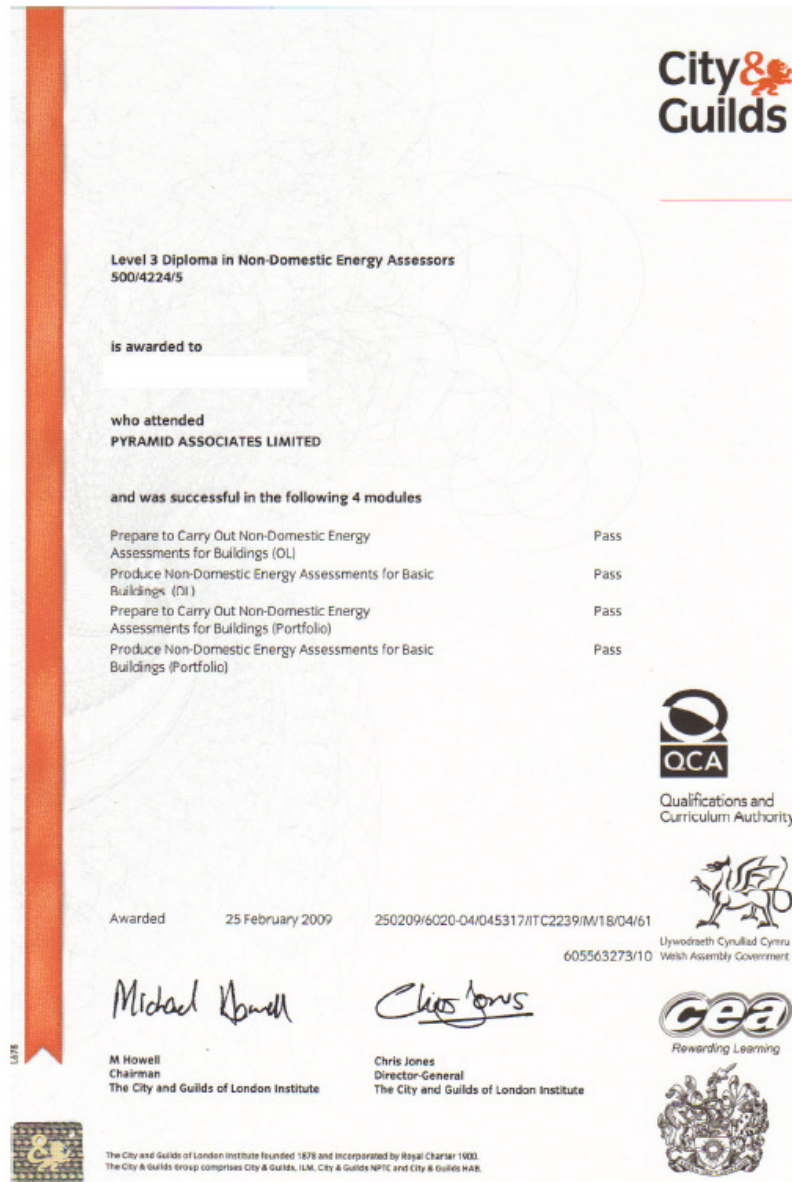 City&
Guilds
Level 3 Diploma in Non-Domestic Energy Assessors
500/4224/5
is awarded to
who attended
PYRAMID ASSOCIATES LIMITED
and was successful in the following 4 modules
Prepare to Carry Out Non-Domestic Energy Pass
Assessments for Buildings (OL)
Produce Non-Domestic Energy Assessments for Basic Pass
Buildings (OL)
Prepare to Carry Out Non-Domestic Energy Pass
Assessments for Buildings (Portfolio)
Produce Non-Domestic Energy Assessments for Basic Pass
Buildings (Portfolio)
QCA
Qualifications and
Curriculum Authority
Awarded 25 February 2009 250209/6020-04/045317/ITC2239/M/18/04/61
605563273/10
Llywodraeth Cynulliad Cymru
Welsh Assembly Government
Michael Howell Chris Jones
cea
Rewarding Learning
M Howell Chris Jones
Chairman Director-General
The City and Guilds of London Institute The City and Guilds of London Institute
L678
The City and Guilds of London Institute founded 1878 and incorporated by Royal Charter 1900.
The City & Guilds Group comprises City & Guilds, ILM, City & Guilds NPTC and City & Guilds HAB.